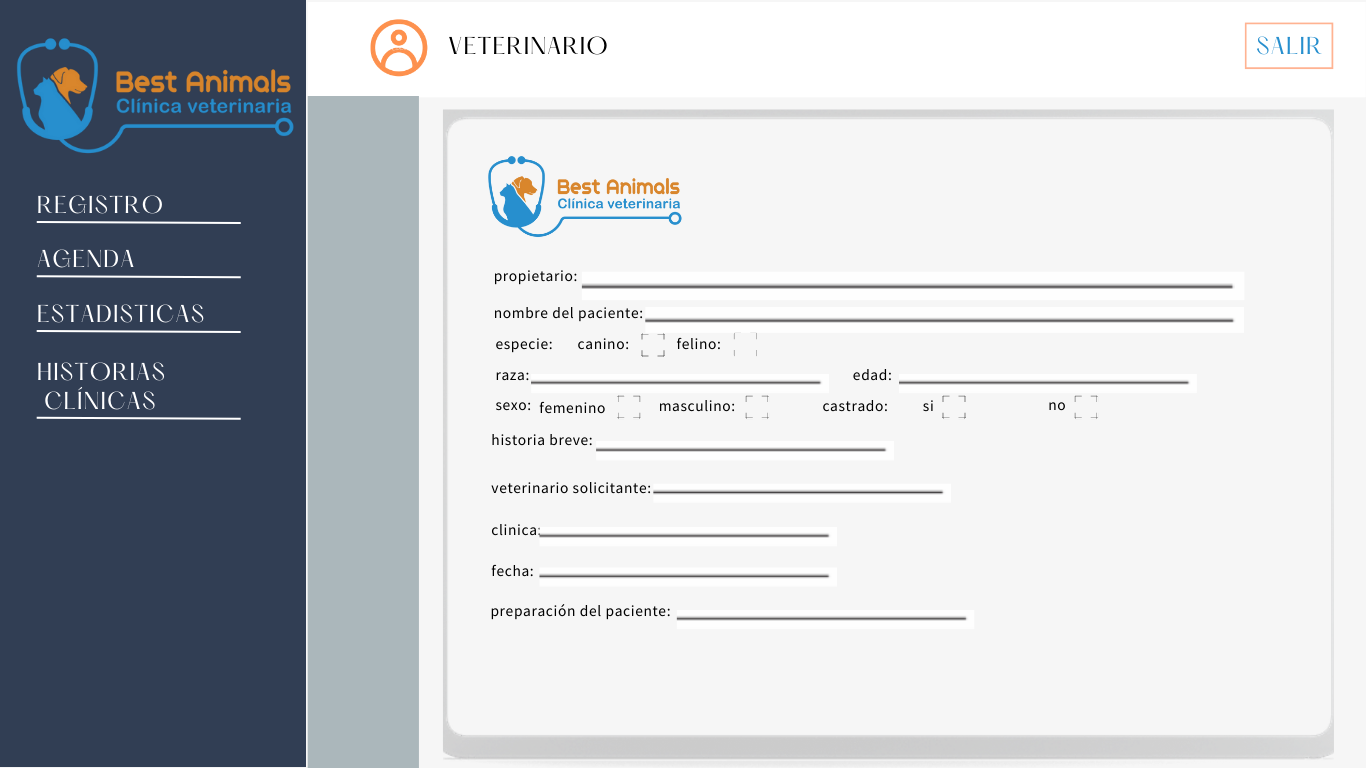 Best Animals
Clínica veterinaria
REGISTRO
AGENDA
ESTADISTICAS
HISTORIAS
CLÍNICAS
VETERINARIO
SALIR
Best Animals
Clínica veterinaria
propietario:
nombre del paciente:
especie: canino: felino:
raza: edad:
sexo: femenino masculino: castrado: si no
historia breve:
veterinario solicitante:
clinica:
fecha:
preparación del paciente: